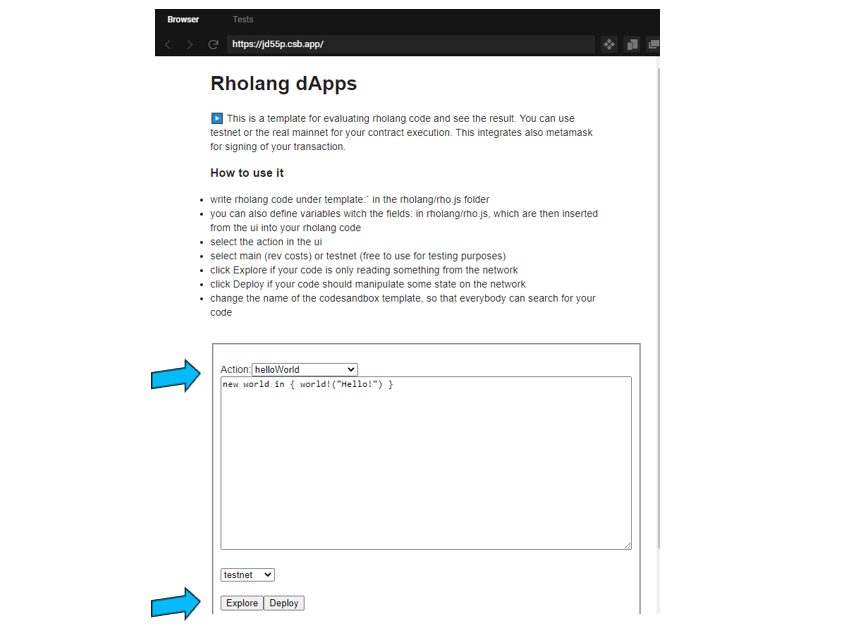 Browser
Tests
https://jd55p.csb.app/
Rholang dApps
This is a template for evaluating rholang code and see the result. You can use
testnet or the real mainnet for your contract execution. This integrates also metamask
for signing of your transaction.
How to use it
write rholang code under template:` in the rholang/rho.js folder
you can also define variables witch the fields: in rholang/rho.js, which are then inserted
from the ui into your rholang code
select the action in the ui
select main (rev costs) or testnet (free to use for testing purposes)
click Explore if your code is only reading something from the network
click Deploy if your code should manipulate some state on the network
change the name of the codesandbox template, so that everybody can search for your
code
Action: helloWorld
new world in { world!("Hello!") }
testnet
Explore Deploy